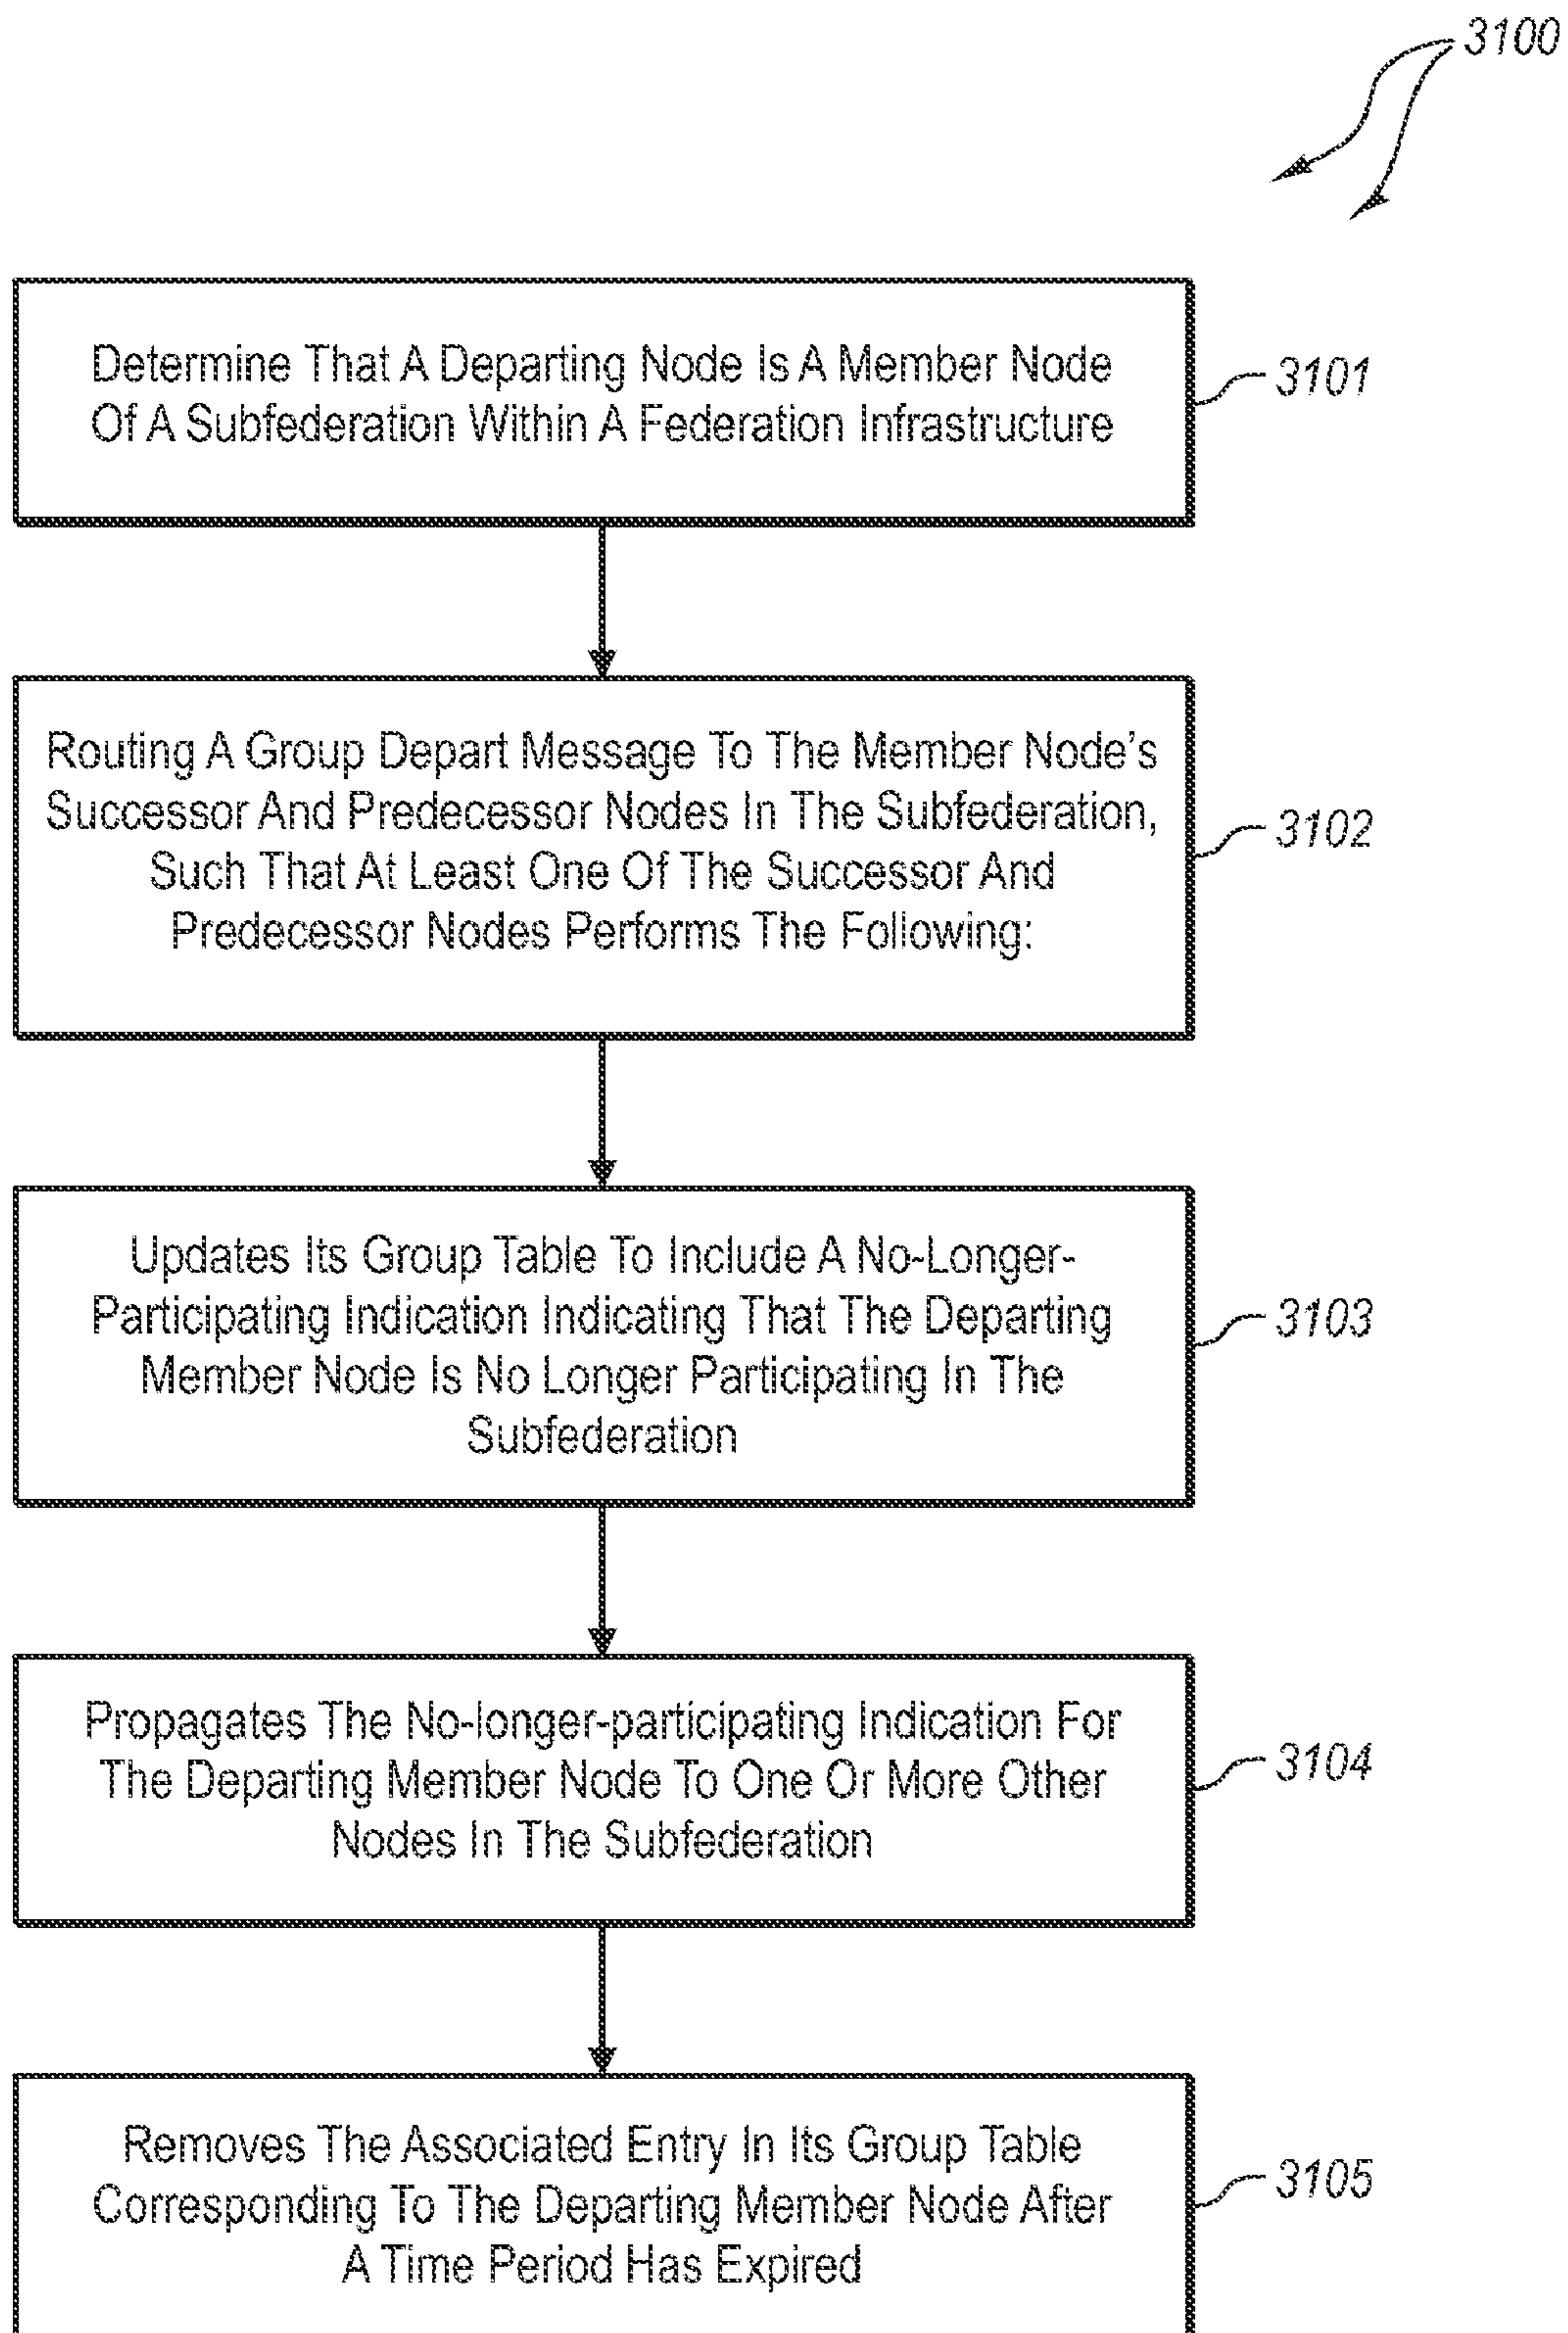 3100
Determine That A Departing Node Is A Member Node
Of A Subfederation Within A Federation Infrastructure
3101
Routing A Group Depart Message To The Member Node's
Successor And Predecessor Nodes In The Subfederation,
Such That At Least One Of The Successor And
Predecessor Nodes Performs The Following:
3102
Updates Its Group Table To Include A No-Longer-
Participating Indication Indicating That The Departing
Member Node Is No Longer Participating In The
Subfederation
3103
Propagates The No-longer-participating Indication For
The Departing Member Node To One Or More Other
Nodes In The Subfederation
3104
Removes The Associated Entry In Its Group Table
Corresponding To The Departing Member Node After
A Time Period Has Expired
3105